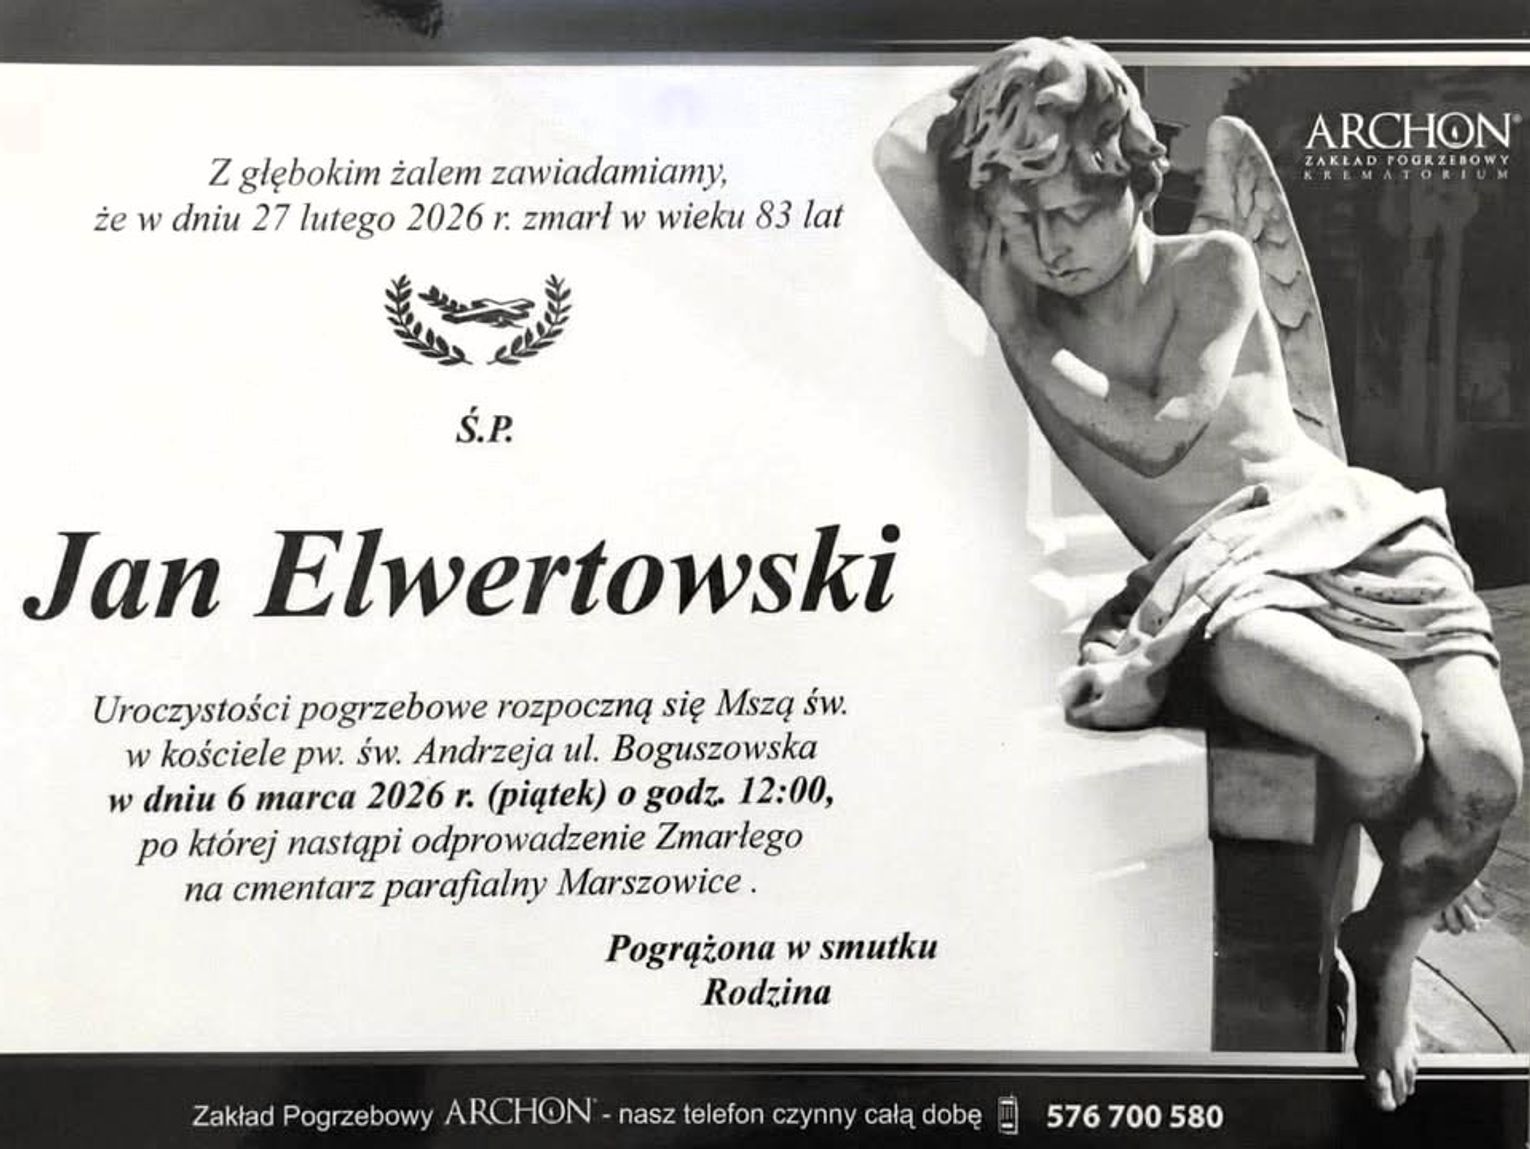 Z głębokim żalem zawiadamiamy,
że w dniu 27 lutego 2026 r. zmarł w wieku 83 lat
Ś.P.
Jan Elwertowski
Uroczystości pogrzebowe rozpoczną się Mszą św.
w kościele pw. św. Andrzeja ul. Boguszowska
w dniu 6 marca 2026 r. (piątek) o godz. 12:00,
po której nastąpi odprowadzenie Zmarłego
na cmentarz parafialny Marszowice .
Pogrążona w smutku
Rodzina
ARCHON®
ZAKŁAD POGRZEBOWY
KREMATORIUM
Zakład Pogrzebowy ARCHON® - nasz telefon czynny całą dobę 576 700 580